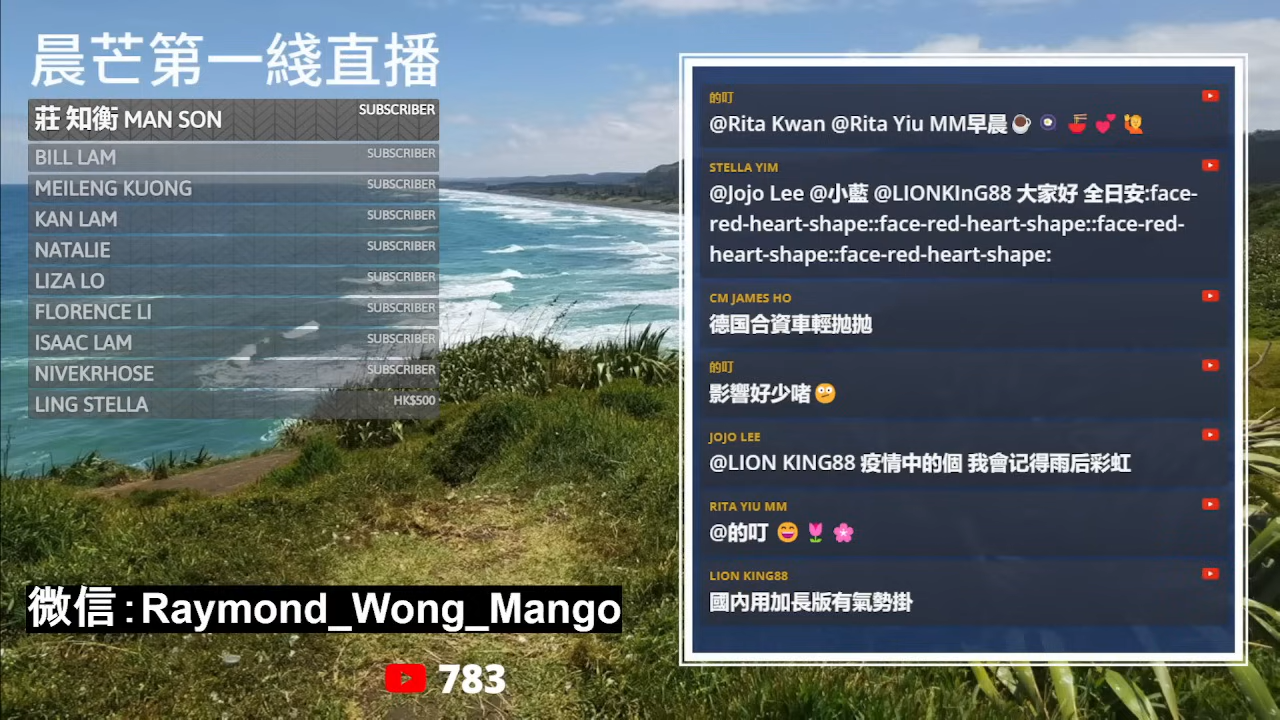 晨芒第一綫直播
莊 知衡 MAN SON SUBSCRIBER
BILL LAM SUBSCRIBER
MEILENG KUONG SUBSCRIBER
KAN LAM SUBSCRIBER
NATALIE SUBSCRIBER
LIZA LO SUBSCRIBER
FLORENCE LI SUBSCRIBER
ISAAC LAM SUBSCRIBER
NIVEKRHOSE SUBSCRIBER
LING STELLA HK$500
微信:Raymond_Wong_Mango
783
的叮
@Rita Kwan @Rita Yiu MM早晨☕🧿🍜💕🙋
STELLA YIM
@Jojo Lee @小藍 @LIONKInG88 大家好 全日安:face-
red-heart-shape::face-red-heart-shape::face-red-
heart-shape::face-red-heart-shape:
CM JAMES HO
德国合資車輕抛抛
的叮
影響好少啫🫤
JOJO LEE
@LION KING88 疫情中的個 我會记得雨后彩虹
RITA YIU MM
@的叮 😄🌷🌸
LION KING88
國內用加長版有氣勢掛